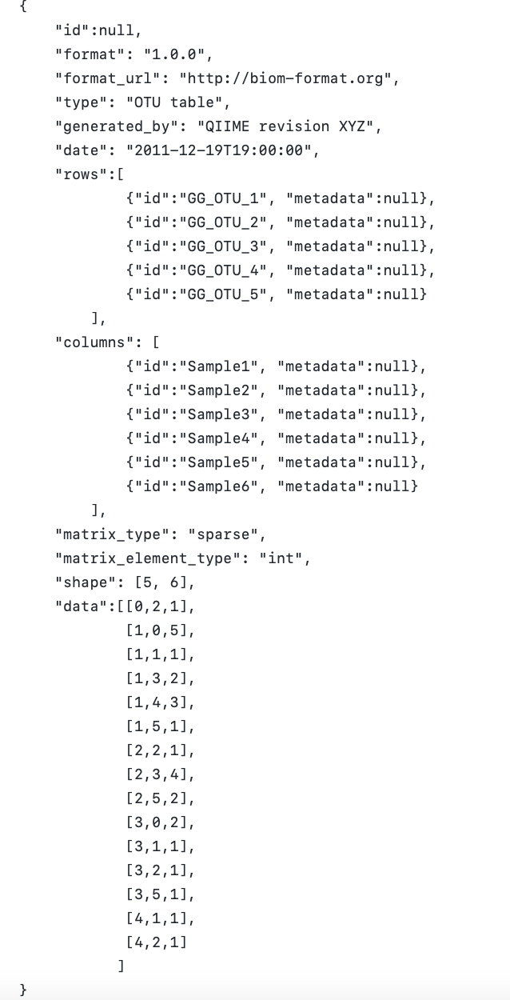 {
    "id":null,
    "format": "1.0.0",
    "format_url": "http://biom-format.org",
    "type": "OTU table",
    "generated_by": "QIIME revision XYZ",
    "date": "2011-12-19T19:00:00",
    "rows":[
            {"id":"GG_OTU_1", "metadata":null},
            {"id":"GG_OTU_2", "metadata":null},
            {"id":"GG_OTU_3", "metadata":null},
            {"id":"GG_OTU_4", "metadata":null},
            {"id":"GG_OTU_5", "metadata":null}
        ],
    "columns": [
            {"id":"Sample1", "metadata":null},
            {"id":"Sample2", "metadata":null},
            {"id":"Sample3", "metadata":null},
            {"id":"Sample4", "metadata":null},
            {"id":"Sample5", "metadata":null},
            {"id":"Sample6", "metadata":null}
        ],
    "matrix_type": "sparse",
    "matrix_element_type": "int",
    "shape": [5, 6],
    "data":[[0,2,1],
            [1,0,5],
            [1,1,1],
            [1,3,2],
            [1,4,3],
            [1,5,1],
            [2,2,1],
            [2,3,4],
            [2,5,2],
            [3,0,2],
            [3,1,1],
            [3,2,1],
            [3,5,1],
            [4,1,1],
            [4,2,1]
           ]
}